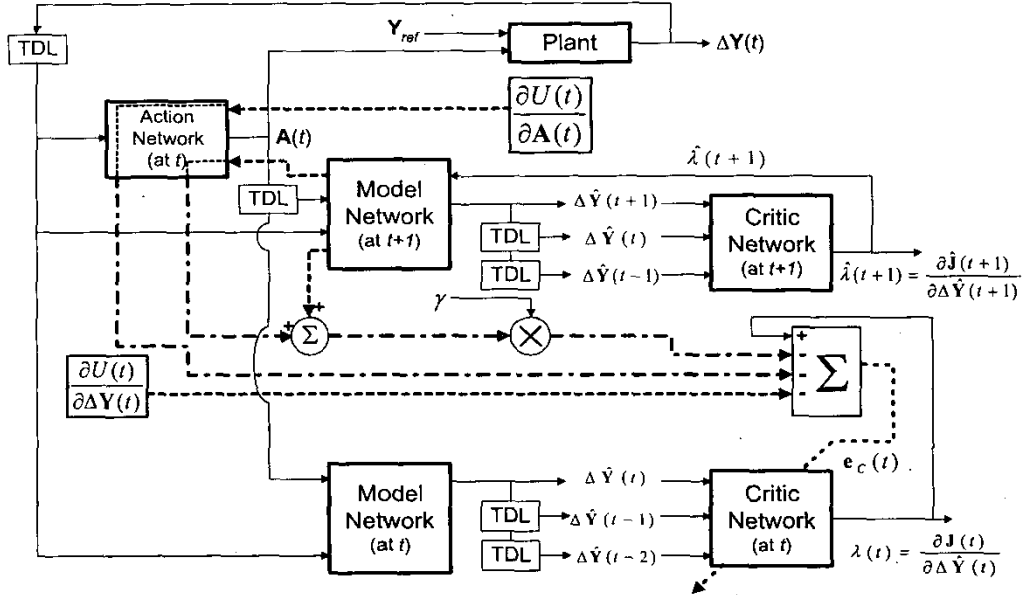 TDL
Y ref
Plant
ΔY(t)
∂U(t)
∂A(t)
Action
Network
(at t)
A(t)
λ̂(t+1)
TDL
Model
Network
(at t+1)
ΔŶ(t+1)
TDL
ΔŶ(t)
TDL
ΔŶ(t-1)
Critic
Network
(at t+1)
λ̂(t+1) = ∂Ĵ(t+1)
∂ΔŶ(t+1)
γ
+
+
Σ
×
+
-
-
-
Σ
∂U(t)
∂ΔY(t)
e C (t)
Model
Network
(at t)
ΔŶ(t)
TDL
ΔŶ(t-1)
TDL
ΔŶ(t-2)
Critic
Network
(at t)
λ(t) = ∂J(t)
∂ΔŶ(t)